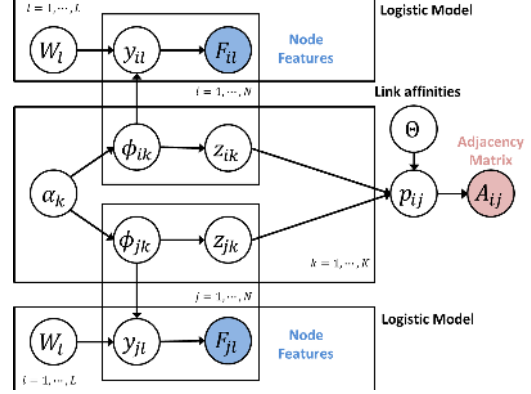 l = 1, ⋯, L
Logistic Model
W_l
y_il
F_il
Node
Features
i = 1, ⋯, N
Link affinities
ϕ_ik
z_ik
Θ
Adjacency
Matrix
α_k
p_ij
A_ij
ϕ_jk
z_jk
k = 1, ⋯, K
j = 1, ⋯, N
Logistic Model
W_l
y_jl
F_jl
Node
Features
l = 1, ⋯, L